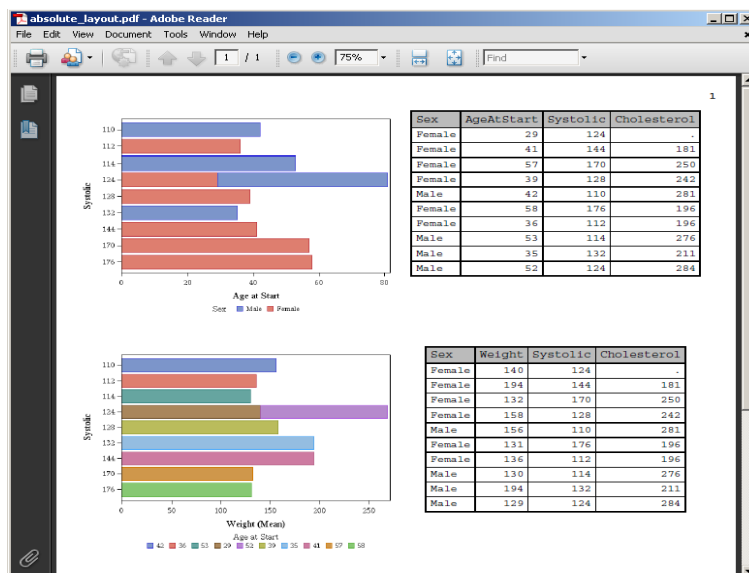 absolute_layout.pdf - Adobe Reader
File Edit View Document Tools Window Help
1 / 1 75% Find
1
110
112
114
124
128
132
144
170
176
Systolic
0 20 40 60 80
Age at Start
Sex Male Female
Sex AgeAtStart Systolic Cholesterol
Female 29 124 .
Female 41 144 181
Female 57 170 250
Female 39 128 242
Male 42 110 281
Female 58 176 196
Female 36 112 196
Male 53 114 276
Male 35 132 211
Male 52 124 284
110
112
114
124
128
132
144
170
176
Systolic
0 50 100 150 200 250
Weight (Mean)
Age at Start
42 36 53 29 52 39 35 41 57 58
Sex Weight Systolic Cholesterol
Female 140 124 .
Female 194 144 181
Female 132 170 250
Female 158 128 242
Male 156 110 281
Female 131 176 196
Female 136 112 196
Male 130 114 276
Male 194 132 211
Male 129 124 284